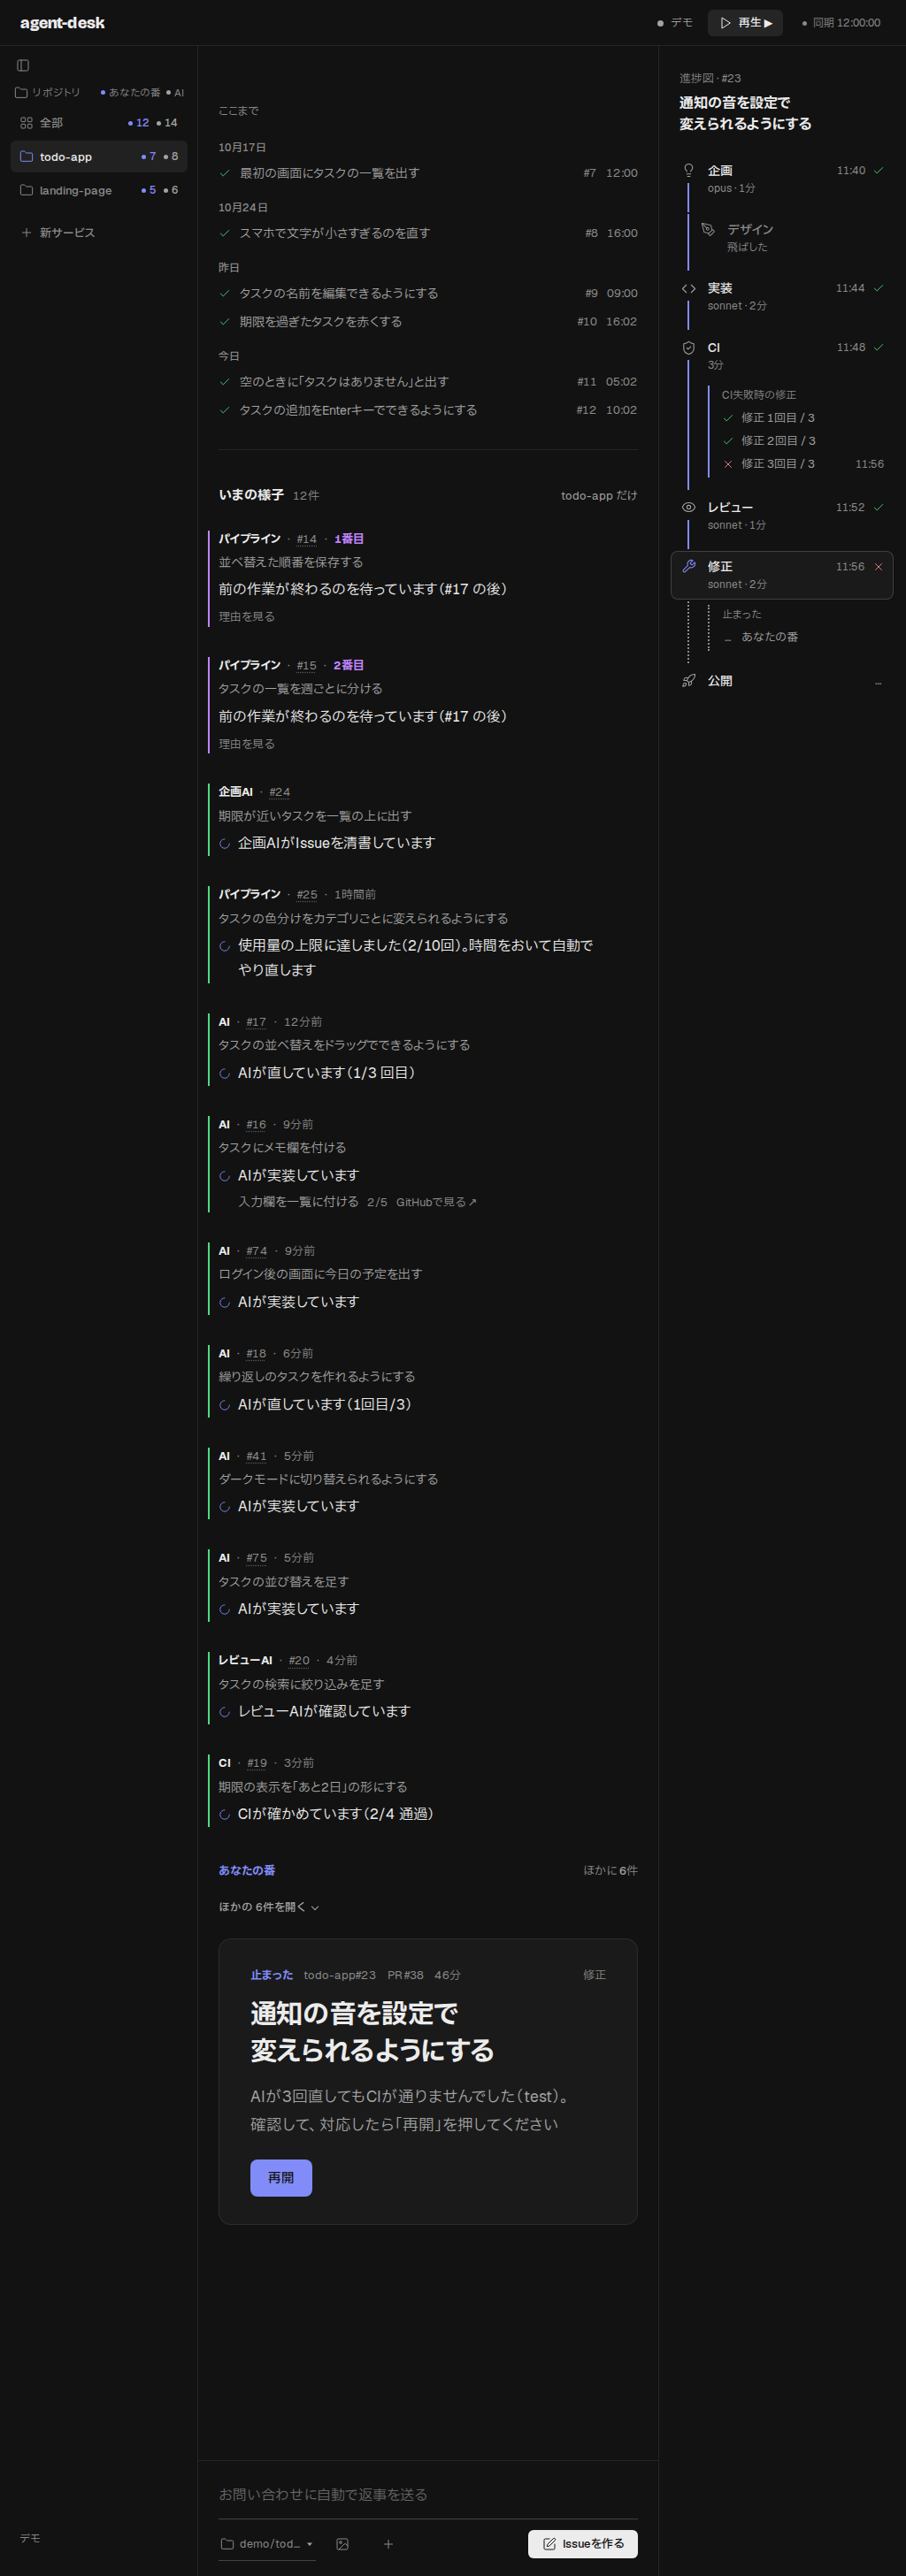 agent-desk
デモ
再生 ▶
同期 12:00:00
リポジトリ
あなたの番
AI
全部
12
14
todo-app
7
8
landing-page
5
6
新サービス
デモ
ここまで
10月17日
最初の画面にタスクの一覧を出す #7 12:00
10月24日
スマホで文字が小さすぎるのを直す #8 16:00
昨日
タスクの名前を編集できるようにする #9 09:00
期限を過ぎたタスクを赤くする #10 16:02
今日
空のときに「タスクはありません」と出す #11 05:02
タスクの追加をEnterキーでできるようにする #12 10:02
いまの様子 12件 todo-app だけ
パイプライン · #14 · 1番目
並べ替えた順番を保存する
前の作業が終わるのを待っています(#17 の後)
理由を見る
パイプライン · #15 · 2番目
タスクの一覧を週ごとに分ける
前の作業が終わるのを待っています(#17 の後)
理由を見る
企画AI · #24
期限が近いタスクを一覧の上に出す
企画AIがIssueを清書しています
パイプライン · #25 · 1時間前
タスクの色分けをカテゴリごとに変えられるようにする
使用量の上限に達しました(2/10回)。時間をおいて自動で
やり直します
AI · #17 · 12分前
タスクの並べ替えをドラッグでできるようにする
AIが直しています(1/3 回目)
AI · #16 · 9分前
タスクにメモ欄を付ける
AIが実装しています
入力欄を一覧に付ける 2/5 GitHubで見る ↗
AI · #74 · 9分前
ログイン後の画面に今日の予定を出す
AIが実装しています
AI · #18 · 6分前
繰り返しのタスクを作れるようにする
AIが直しています(1回目/3)
AI · #41 · 5分前
ダークモードに切り替えられるようにする
AIが実装しています
AI · #75 · 5分前
タスクの並び替えを足す
AIが実装しています
レビューAI · #20 · 4分前
タスクの検索に絞り込みを足す
レビューAIが確認しています
CI · #19 · 3分前
期限の表示を「あと2日」の形にする
CIが確かめています(2/4 通過)
あなたの番 ほかに 6件
ほかの 6件を開く
止まった todo-app#23 PR#38 46分 修正
通知の音を設定で
変えられるようにする
AIが3回直してもCIが通りませんでした(test)。
確認して、対応したら「再開」を押してください
再開
お問い合わせに自動で返事を送る
demo/tod…
Issueを作る
進捗図 · #23
通知の音を設定で
変えられるようにする
企画 11:40
opus · 1分
デザイン
飛ばした
実装 11:44
sonnet · 2分
CI 11:48
3分
CI失敗時の修正
修正 1回目 / 3
修正 2回目 / 3
修正 3回目 / 3 11:56
レビュー 11:52
sonnet · 1分
修正 11:56
sonnet · 2分
止まった
… あなたの番
公開 …